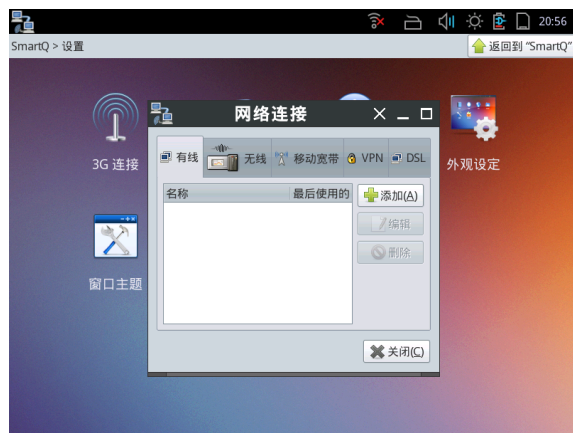 20:56
SmartQ > 设置
返回到 “SmartQ”
网络连接
3G 连接
外观设定
窗口主题
有线
无线
移动宽带
VPN
DSL
名称
最后使用的
添加(A)
编辑
删除
关闭(C)